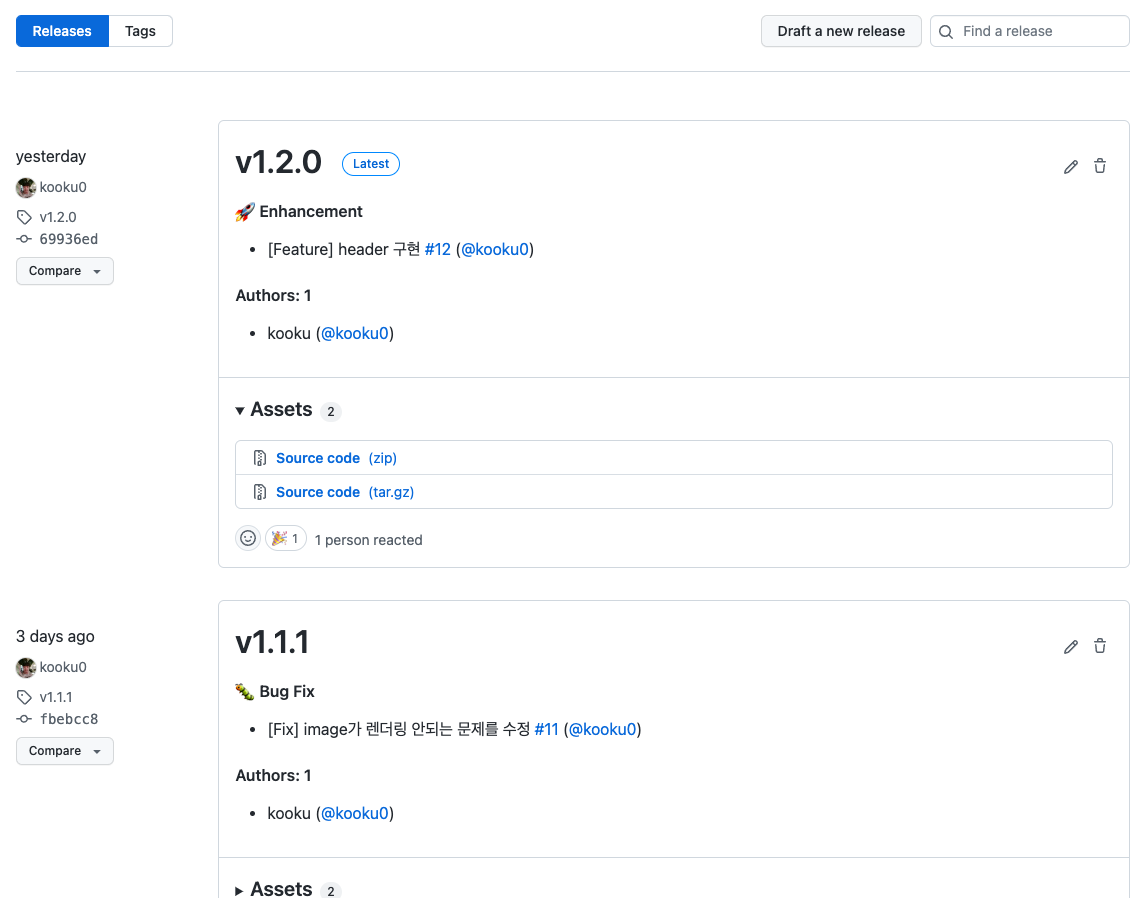 Releases Tags Draft a new release Find a release
yesterday
kooku0
v1.2.0
69936ed
Compare
v1.2.0 Latest
🚀 Enhancement
• [Feature] header 구현 #12 (@kooku0)
Authors: 1
• kooku (@kooku0)
Assets 2
Source code (zip)
Source code (tar.gz)
🎉 1 1 person reacted
3 days ago
kooku0
v1.1.1
fbebcc8
Compare
v1.1.1
🐛 Bug Fix
• [Fix] image가 렌더링 안되는 문제를 수정 #11 (@kooku0)
Authors: 1
• kooku (@kooku0)
Assets 2